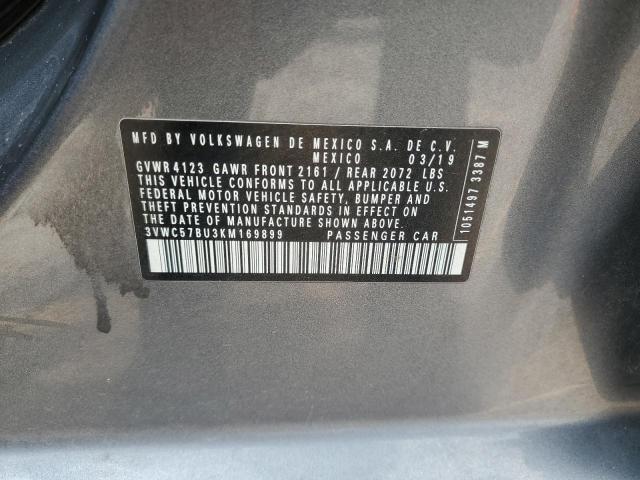 MFD BY VOLKSWAGEN DE MEXICO S.A. DE C.V.
MEXICO 03/19
GVWR 4123 GAWR FRONT 2161 / REAR 2072 LBS
THIS VEHICLE CONFORMS TO ALL APPLICABLE U.S.
FEDERAL MOTOR VEHICLE SAFETY, BUMPER AND
THEFT PREVENTION STANDARDS IN EFFECT ON
THE DATE OF MANUFACTURE SHOWN ABOVE.
3VWC57BU3KM169899 PASSENGER CAR
1051497 3387 M